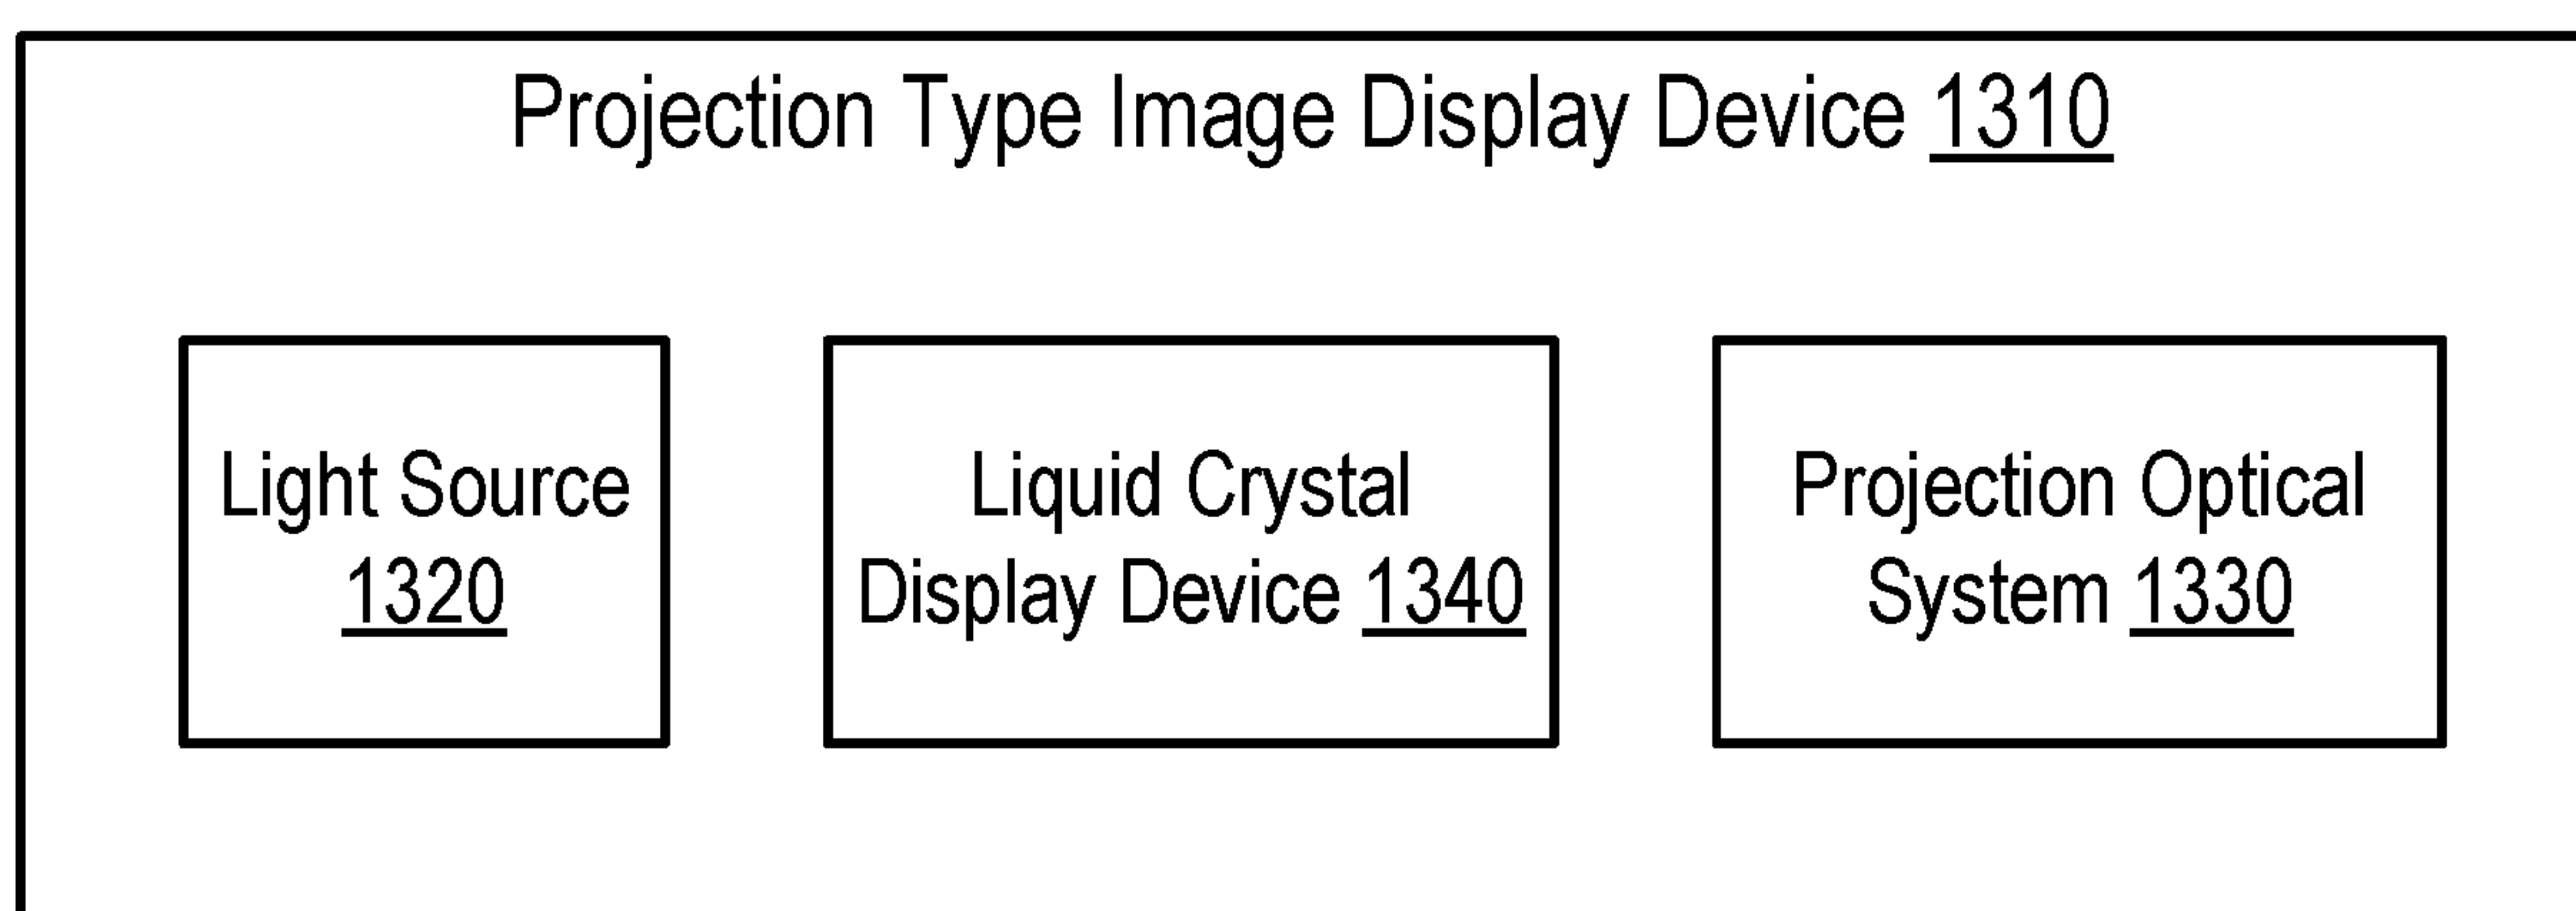 Projection Type Image Display Device 1310
Light Source
1320
Liquid Crystal
Display Device 1340
Projection Optical
System 1330